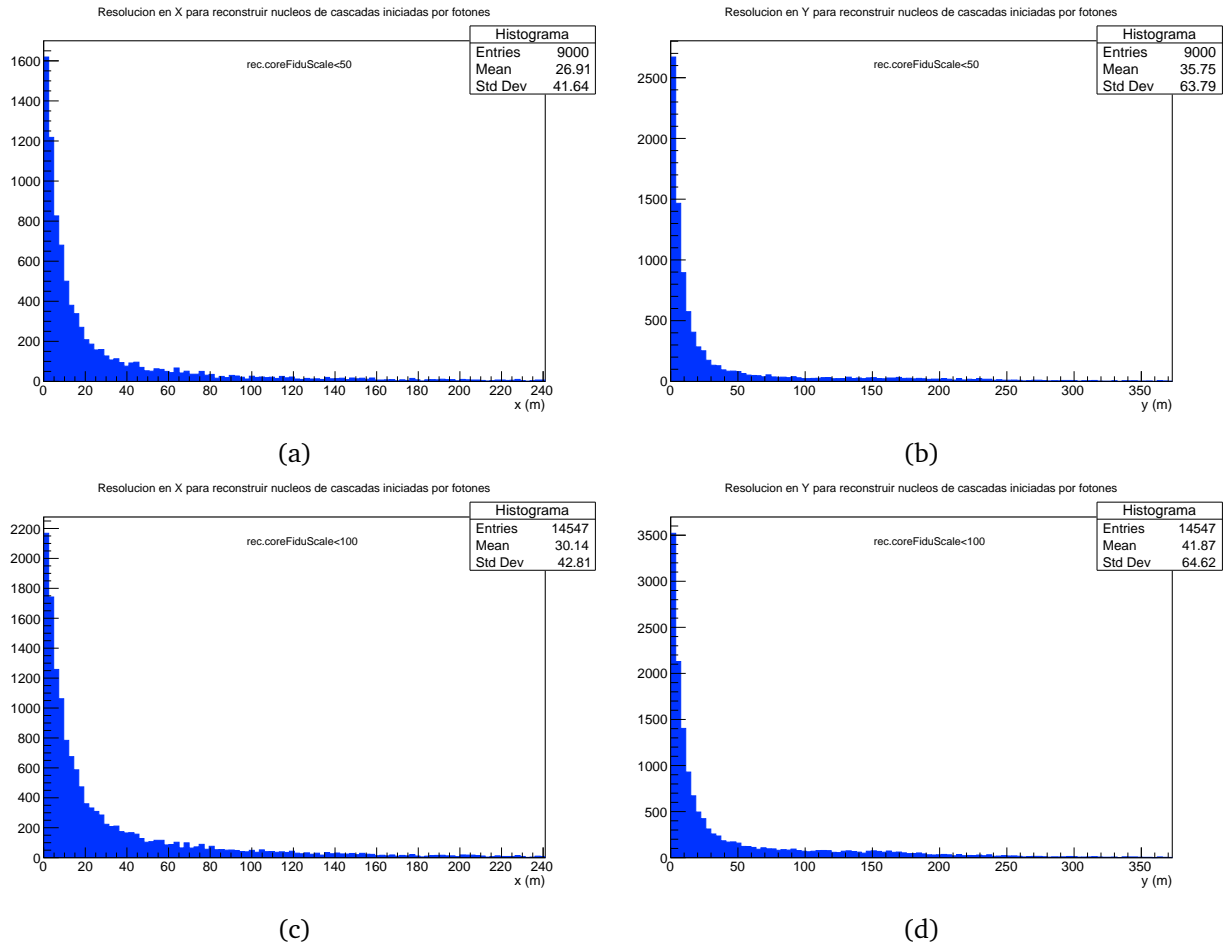 Resolucion en X para reconstruir nucleos de cascadas iniciadas por fotones
Histograma
Entries 9000
Mean 26.91
Std Dev 41.64
rec.coreFiduScale<50
1600
1400
1200
1000
800
600
400
200
0
0 20 40 60 80 100 120 140 160 180 200 220 240
x (m)
(a)
Resolucion en Y para reconstruir nucleos de cascadas iniciadas por fotones
Histograma
Entries 9000
Mean 35.75
Std Dev 63.79
rec.coreFiduScale<50
2500
2000
1500
1000
500
0
0 50 100 150 200 250 300 350
y (m)
(b)
Resolucion en X para reconstruir nucleos de cascadas iniciadas por fotones
Histograma
Entries 14547
Mean 30.14
Std Dev 42.81
rec.coreFiduScale<100
2200
2000
1800
1600
1400
1200
1000
800
600
400
200
0
0 20 40 60 80 100 120 140 160 180 200 220 240
x (m)
(c)
Resolucion en Y para reconstruir nucleos de cascadas iniciadas por fotones
Histograma
Entries 14547
Mean 41.87
Std Dev 64.62
rec.coreFiduScale<100
3500
3000
2500
2000
1500
1000
500
0
0 50 100 150 200 250 300 350
y (m)
(d)